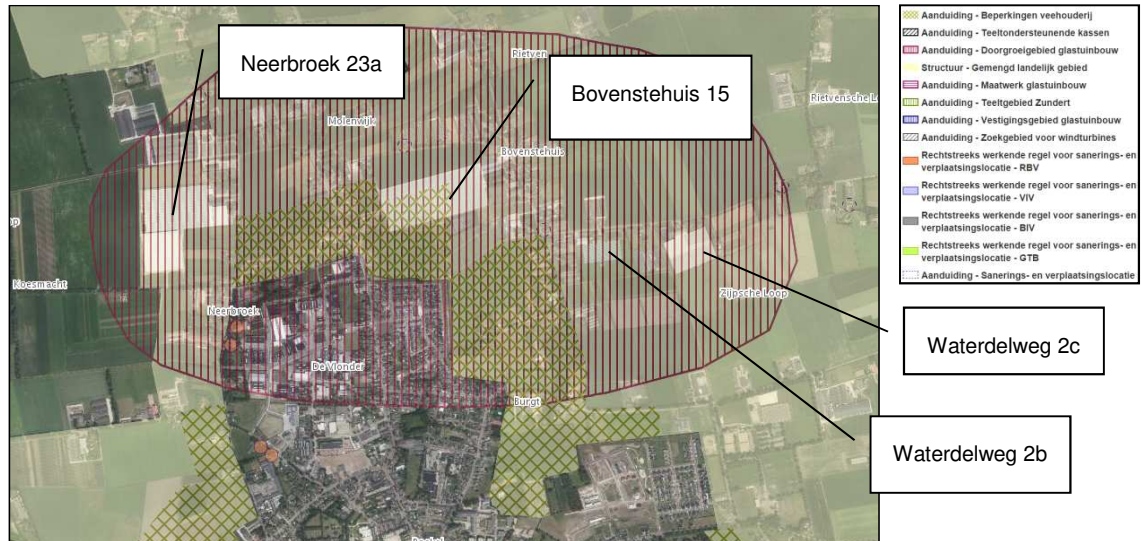 Neerbroek 23a
Bovenstehuis 15
Rietven
Rietvensche Lo
Molenwijk
Bovenstehuis
op
Koesmacht
Neerbroek
Zijpsche Loop
De Vlonder
Burgt
Waterdelweg 2c
Waterdelweg 2b
Aanduiding - Beperkingen veehouderij
Aanduiding - Teeltondersteunende kassen
Aanduiding - Doorgroeigebied glastuinbouw
Structuur - Gemengd landelijk gebied
Aanduiding - Maatwerk glastuinbouw
Aanduiding - Teeltgebied Zundert
Aanduiding - Vestigingsgebied glastuinbouw
Aanduiding - Zoekgebied voor windturbines
Rechtstreeks werkende regel voor sanerings- en
verplaatsingslocatie - RBV
Rechtstreeks werkende regel voor sanerings- en
verplaatsingslocatie - VIV
Rechtstreeks werkende regel voor sanerings- en
verplaatsingslocatie - BIV
Rechtstreeks werkende regel voor sanerings- en
verplaatsingslocatie - GTB
Aanduiding - Sanerings- en verplaatsingslocatie